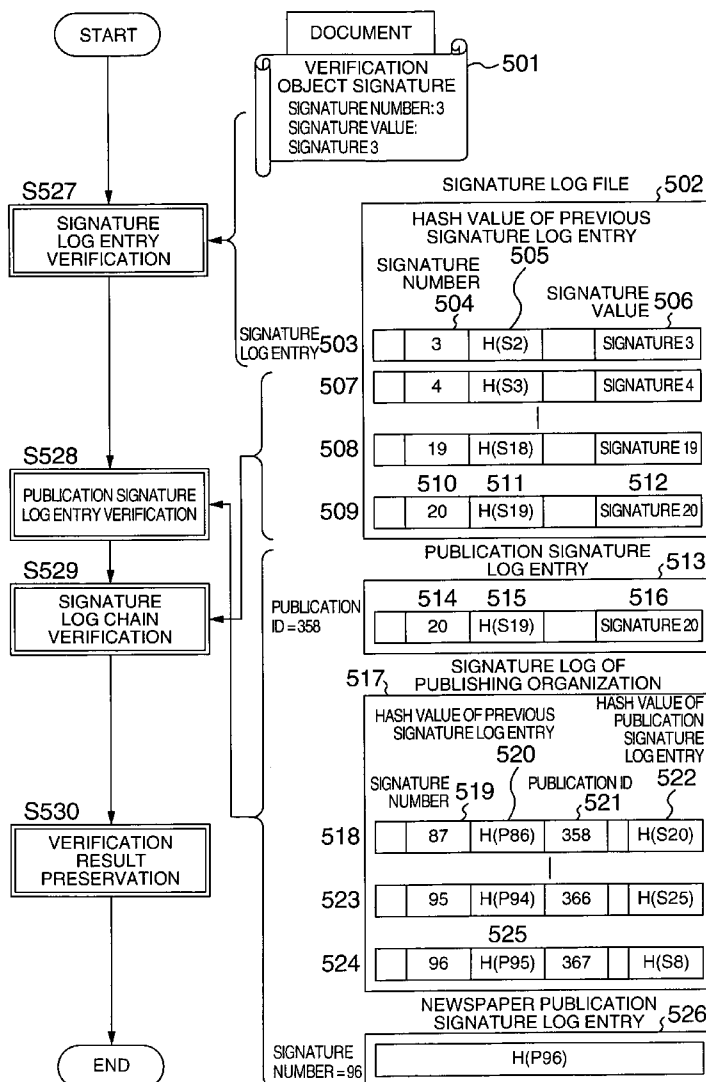 START
DOCUMENT
VERIFICATION
OBJECT SIGNATURE
SIGNATURE NUMBER: 3
SIGNATURE VALUE:
SIGNATURE 3
501
S527
SIGNATURE
LOG ENTRY
VERIFICATION
SIGNATURE LOG FILE
502
HASH VALUE OF PREVIOUS
SIGNATURE LOG ENTRY
SIGNATURE
NUMBER
504
505
SIGNATURE
VALUE
506
SIGNATURE
LOG ENTRY
503
3
H(S2)
SIGNATURE 3
507
4
H(S3)
SIGNATURE 4
508
19
H(S18)
SIGNATURE 19
510
511
512
509
20
H(S19)
SIGNATURE 20
S528
PUBLICATION SIGNATURE
LOG ENTRY VERIFICATION
S529
SIGNATURE
LOG CHAIN
VERIFICATION
PUBLICATION SIGNATURE
LOG ENTRY
513
PUBLICATION
ID = 358
514
515
516
20
H(S19)
SIGNATURE 20
SIGNATURE LOG OF
PUBLISHING ORGANIZATION
517
HASH VALUE OF PREVIOUS
SIGNATURE LOG ENTRY
HASH VALUE OF
PUBLICATION
SIGNATURE
LOG ENTRY
520
SIGNATURE
NUMBER
519
PUBLICATION ID
521
522
518
87
H(P86)
358
H(S20)
523
95
H(P94)
366
H(S25)
525
524
96
H(P95)
367
H(S8)
S530
VERIFICATION
RESULT
PRESERVATION
NEWSPAPER PUBLICATION
SIGNATURE LOG ENTRY
526
SIGNATURE
NUMBER = 96
H(P96)
END